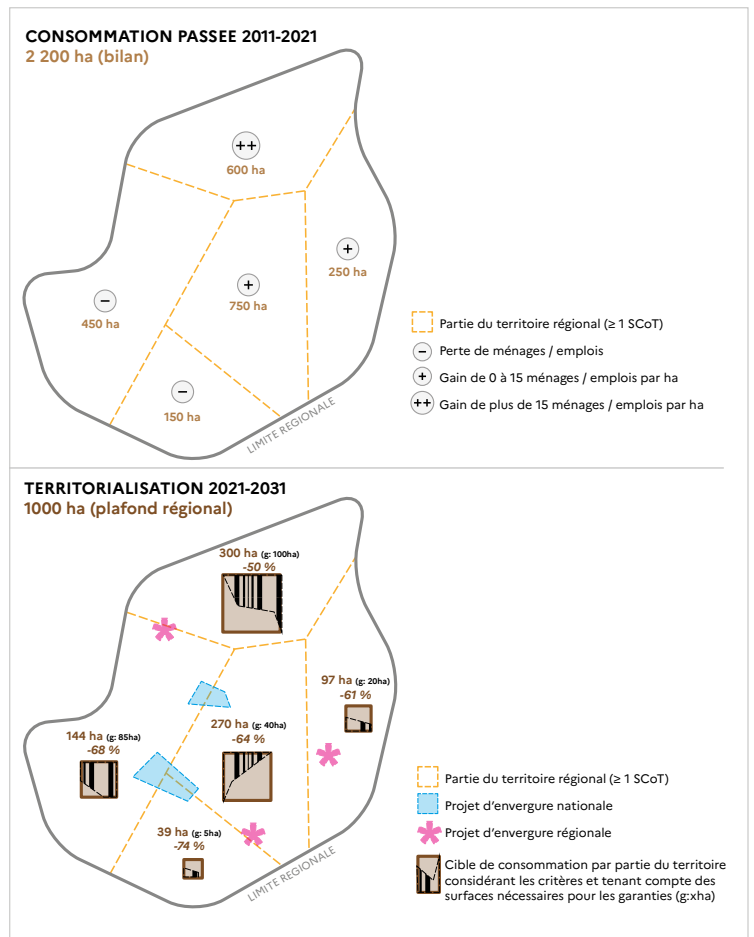 CONSOMMATION PASSEE 2011-2021
2 200 ha (bilan)
++
600 ha
+
250 ha
+
750 ha
−
450 ha
−
150 ha
LIMITE REGIONALE
Partie du territoire régional (≥ 1 SCoT)
− Perte de ménages / emplois
+ Gain de 0 à 15 ménages / emplois par ha
++ Gain de plus de 15 ménages / emplois par ha
TERRITORIALISATION 2021-2031
1000 ha (plafond régional)
300 ha (g: 100ha)
-50 %
97 ha (g: 20ha)
-61 %
270 ha (g: 40ha)
-64 %
144 ha (g: 85ha)
-68 %
39 ha (g: 5ha)
-74 %
LIMITE REGIONALE
Partie du territoire régional (≥ 1 SCoT)
Projet d'envergure nationale
Projet d'envergure régionale
Cible de consommation par partie du territoire
considérant les critères et tenant compte des
surfaces nécessaires pour les garanties (g:xha)